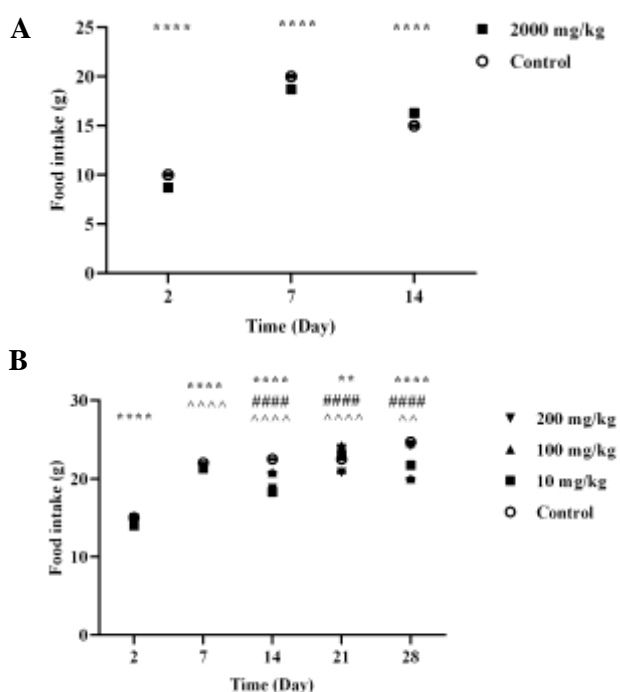 A
25
20
15
10
5
0
Food intake (g)
****
****
****
2
7
14
Time (Day)
2000 mg/kg
Control
B
30
20
10
0
Food intake (g)
****
****
^^^^
****
####
^^^^
**
####
^^^^
****
####
^^
2
7
14
21
28
Time (Day)
200 mg/kg
100 mg/kg
10 mg/kg
Control